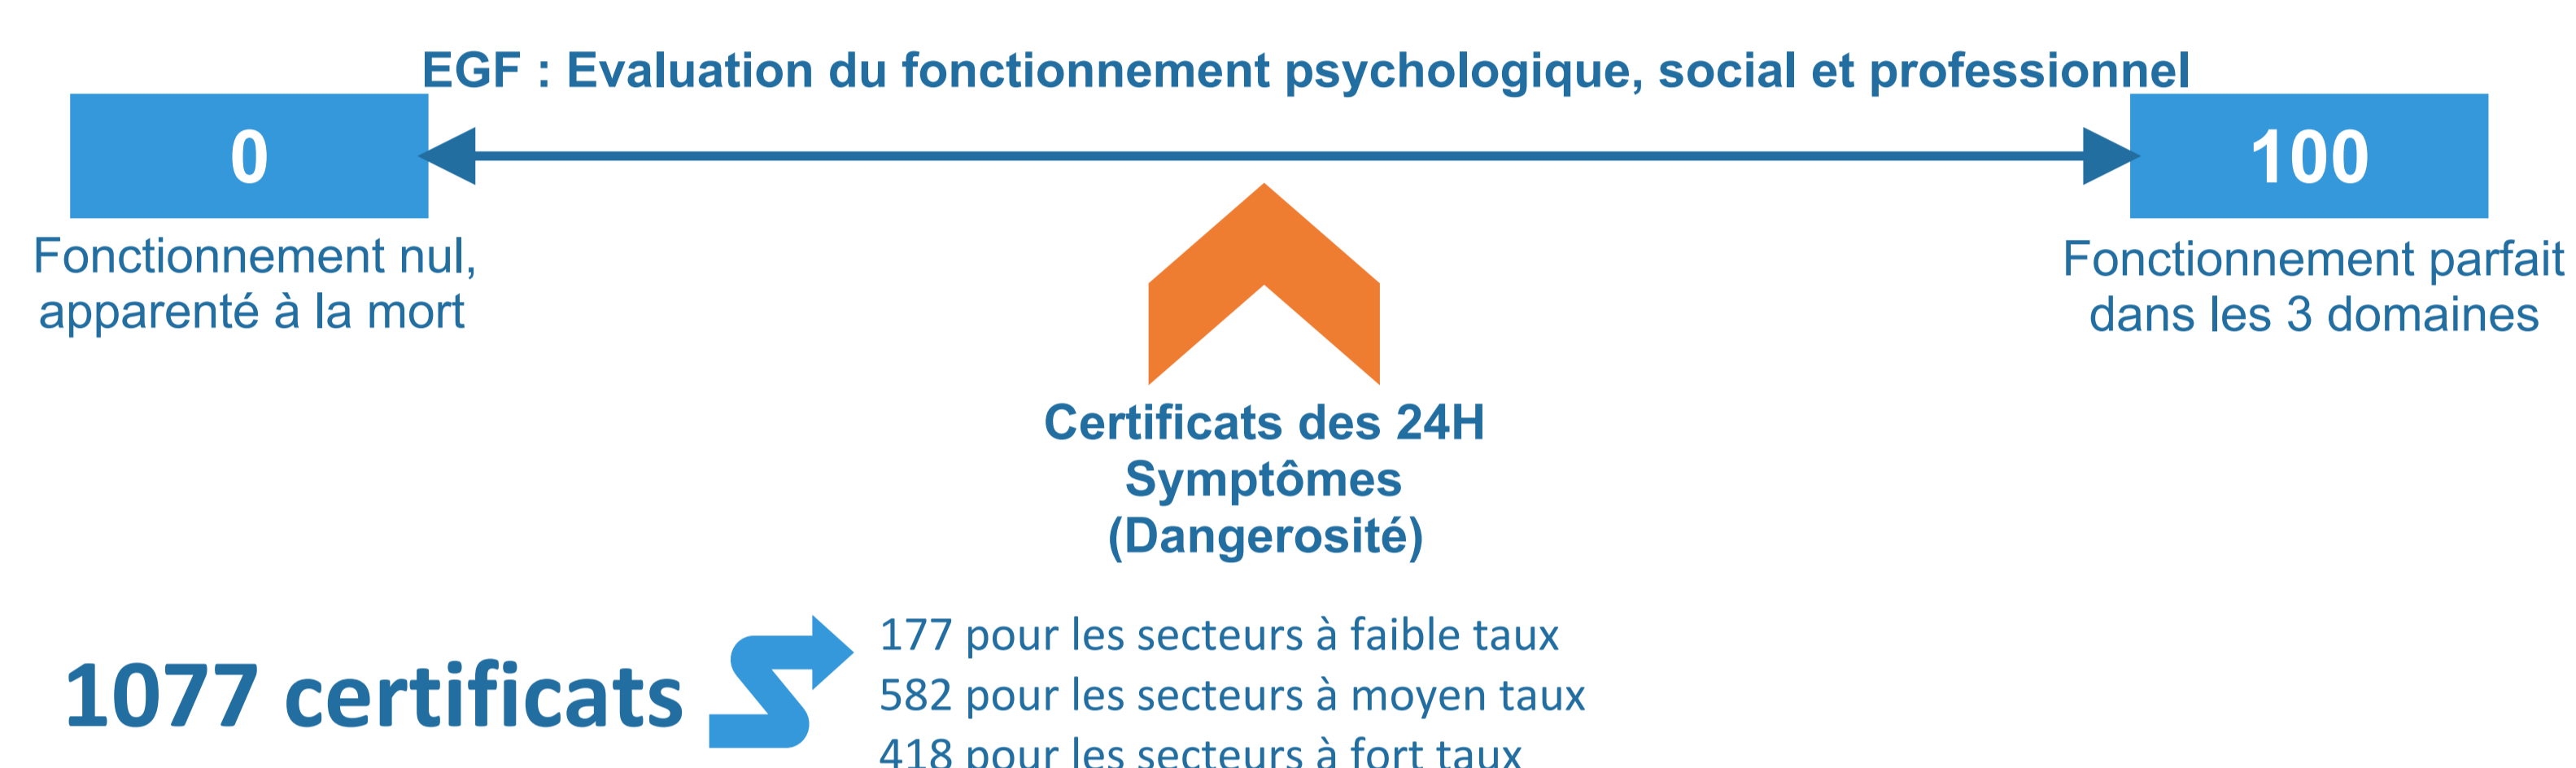 EGF : Evaluation du fonctionnement psychologique, social et professionnel
0
100
Fonctionnement nul,
apparenté à la mort
Fonctionnement parfait
dans les 3 domaines
Certificats des 24H
Symptômes
(Dangerosité)
1077 certificats
177 pour les secteurs à faible taux
582 pour les secteurs à moyen taux
418 pour les secteurs à fort taux